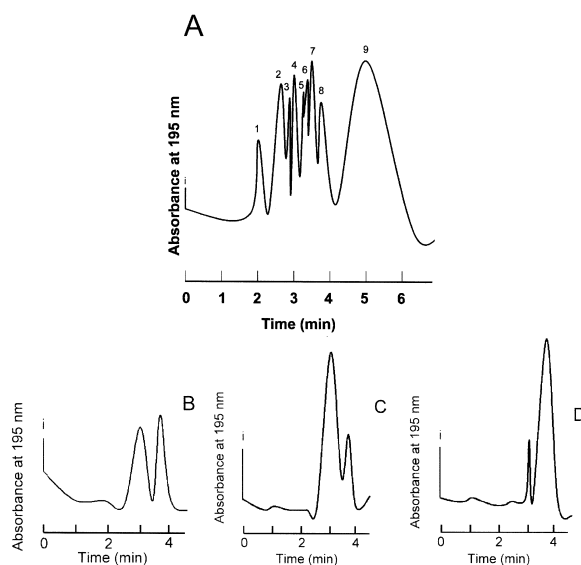 A
Absorbance at 195 nm
i
1
2
3
4
5
6
7
8
9
0 1 2 3 4 5 6
Time (min)
B
Absorbance at 195 nm
i
0 2 4
Time (min)
C
Absorbance at 195 nm
i
0 2 4
Time (min)
D
Absorbance at 195 nm
i
0 2 4
Time (min)